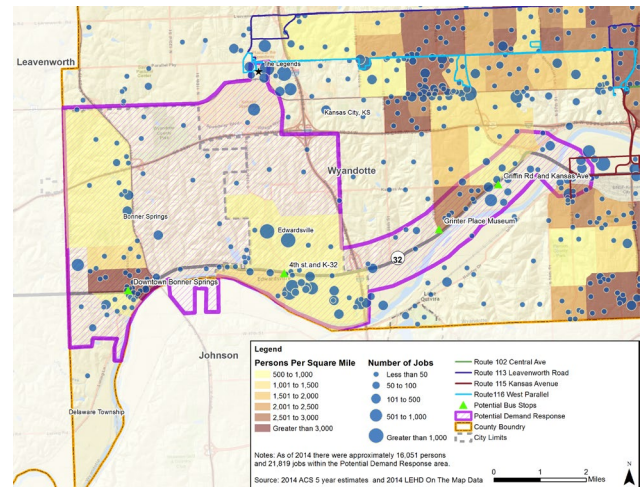 Leavenworth
The Legends
Kansas City, KS
Wyandotte
Griffin Rd. and Kansas Ave
Bonner Springs
Grinter Place Museum
Edwardsville
32
4th st and K-32
Downtown Bonner Springs
Johnson
Delaware Township
Legend
Persons Per Square Mile
500 to 1,000
1,001 to 1,500
1,501 to 2,000
2,001 to 2,500
2,501 to 3,000
Greater than 3,000
Number of Jobs
Less than 50
50 to 100
101 to 500
501 to 1,000
Greater than 1,000
Route 102 Central Ave
Route 113 Leavenworth Road
Route 115 Kansas Avenue
Route116 West Parallel
Potential Bus Stops
Potential Demand Response
County Boundry
City Limits
Notes: As of 2014 there were approximately 16,051 persons
and 21,819 jobs within the Potential Demand Response area.
Source: 2014 ACS 5 year estimates and 2014 LEHD On The Map Data
0 1 2
Miles
N